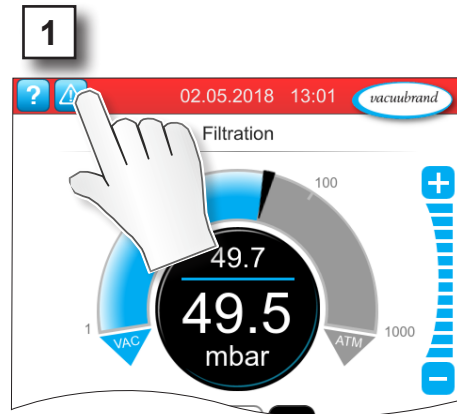 1
? 02.05.2018 13:01 vacuubrand
Filtration
100
49.7
49.5
mbar
1 VAC ATM 1000
+
-